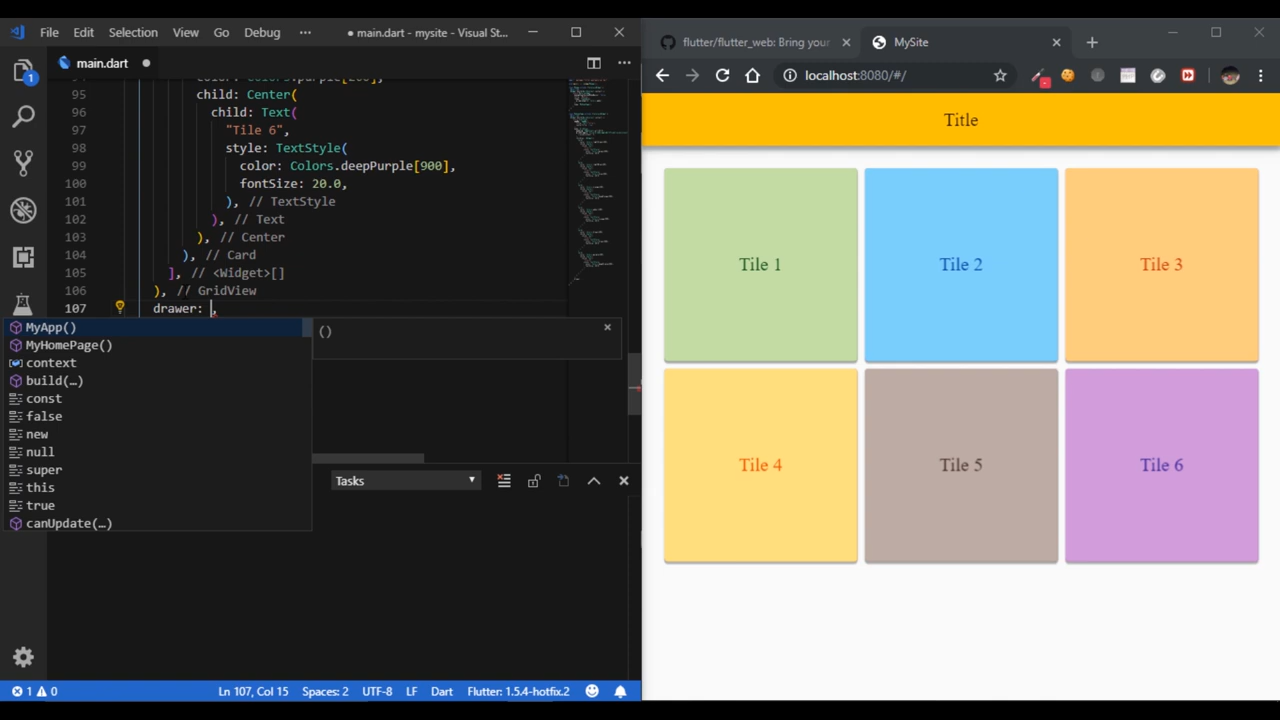 File Edit Selection View Go Debug ··· ● main.dart - mysite - Visual St...
main.dart ●
95 child: Center(
96 child: Text(
97 "Tile 6",
98 style: TextStyle(
99 color: Colors.deepPurple[900],
100 fontSize: 20.0,
101 ), // TextStyle
102 ), // Text
103 ), // Center
104 ), // Card
105 ], // <Widget>[]
106 ), // GridView
107 drawer: ,
MyApp()
MyHomePage()
context
build(…)
const
false
new
null
super
this
true
canUpdate(…)
()
Tasks
1
1 0
Ln 107, Col 15 Spaces: 2 UTF-8 LF Dart Flutter: 1.5.4-hotfix.2
flutter/flutter_web: Bring your
MySite
localhost:8080/#/
Title
Tile 1 Tile 2 Tile 3
Tile 4 Tile 5 Tile 6